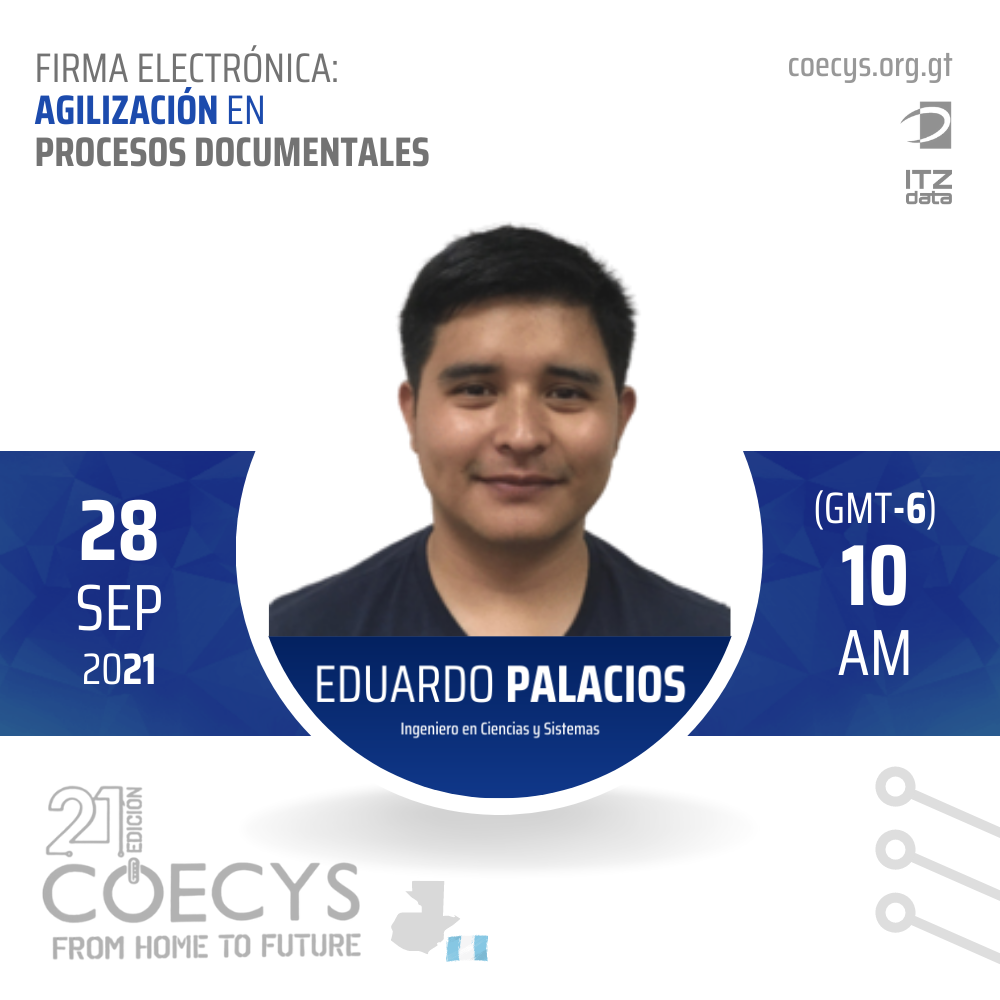 FIRMA ELECTRÓNICA:
AGILIZACIÓN EN
PROCESOS DOCUMENTALES
coecys.org.gt
ITZ
data
28
SEP
2021
(GMT-6)
10
AM
EDUARDO PALACIOS
Ingeniero en Ciencias y Sistemas
21 EDICIÓN
COECYS
FROM HOME TO FUTURE